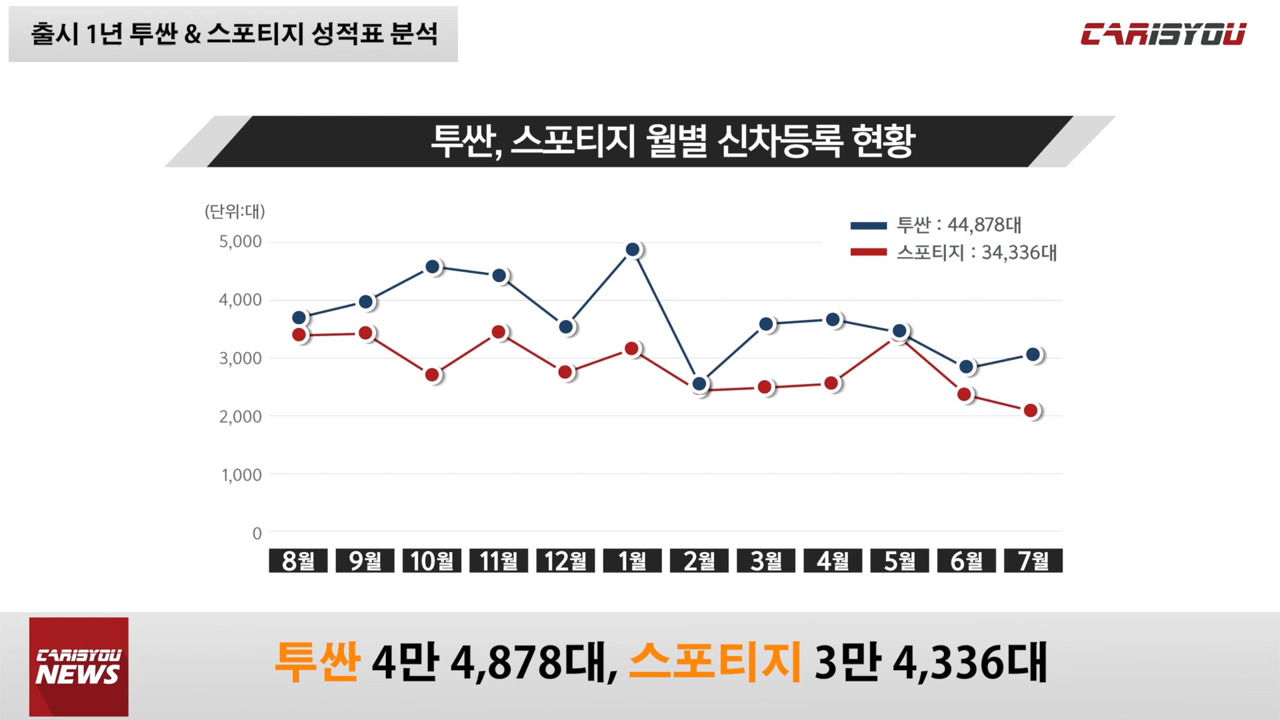 출시 1년 투싼 & 스포티지 성적표 분석
CARISYOU
투싼, 스포티지 월별 신차등록 현황
(단위:대)
투싼 : 44,878대
스포티지 : 34,336대
5,000
4,000
3,000
2,000
1,000
0
8월 9월 10월 11월 12월 1월 2월 3월 4월 5월 6월 7월
CARISYOU
NEWS
투싼 4만 4,878대, 스포티지 3만 4,336대